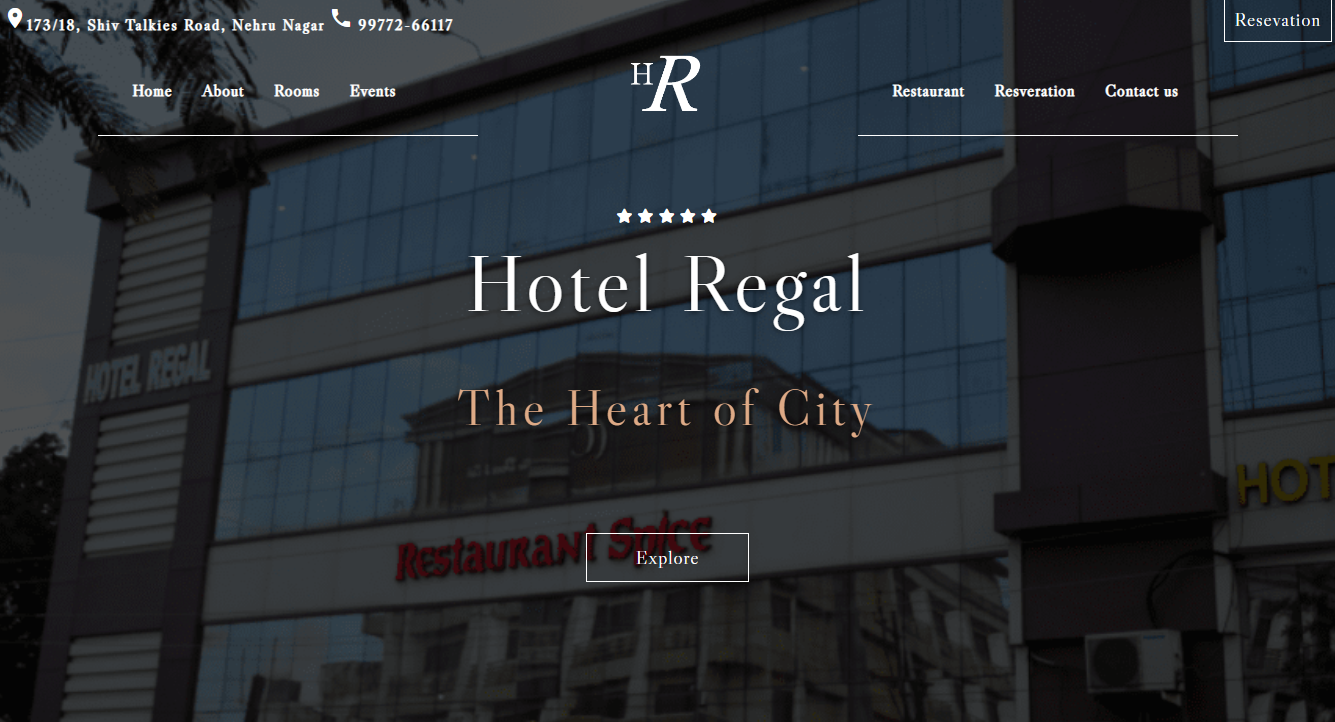 173/18, Shiv Talkies Road, Nehru Nagar 99772-66117
Resevation
Home About Rooms Events
HR
Restaurant Resveration Contact us
Hotel Regal
HOTEL REGAL
The Heart of City
HOT
Restaurant Spice
Explore